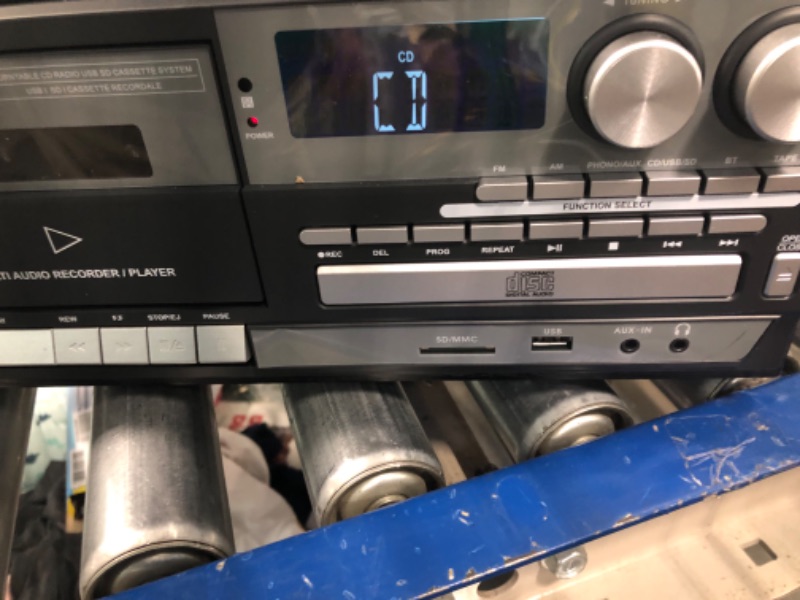 TUNING
TURNTABLE CD RADIO USB SD CASSETTE SYSTEM
USB / SD / CASSETTE RECORDALE
CD
CD
POWER
FM AM PHONO/AUX CD/USB/SD BT TAPE
FUNCTION SELECT
●REC DEL PROG REPEAT ▶II ■ I◀◀ ▶▶I
OPEN
CLOSE
COMPACT
disc
DIGITAL AUDIO
AUDIO RECORDER / PLAYER
REW F.F STOP/EJ PAUSE
SD/MMC USB AUX-IN